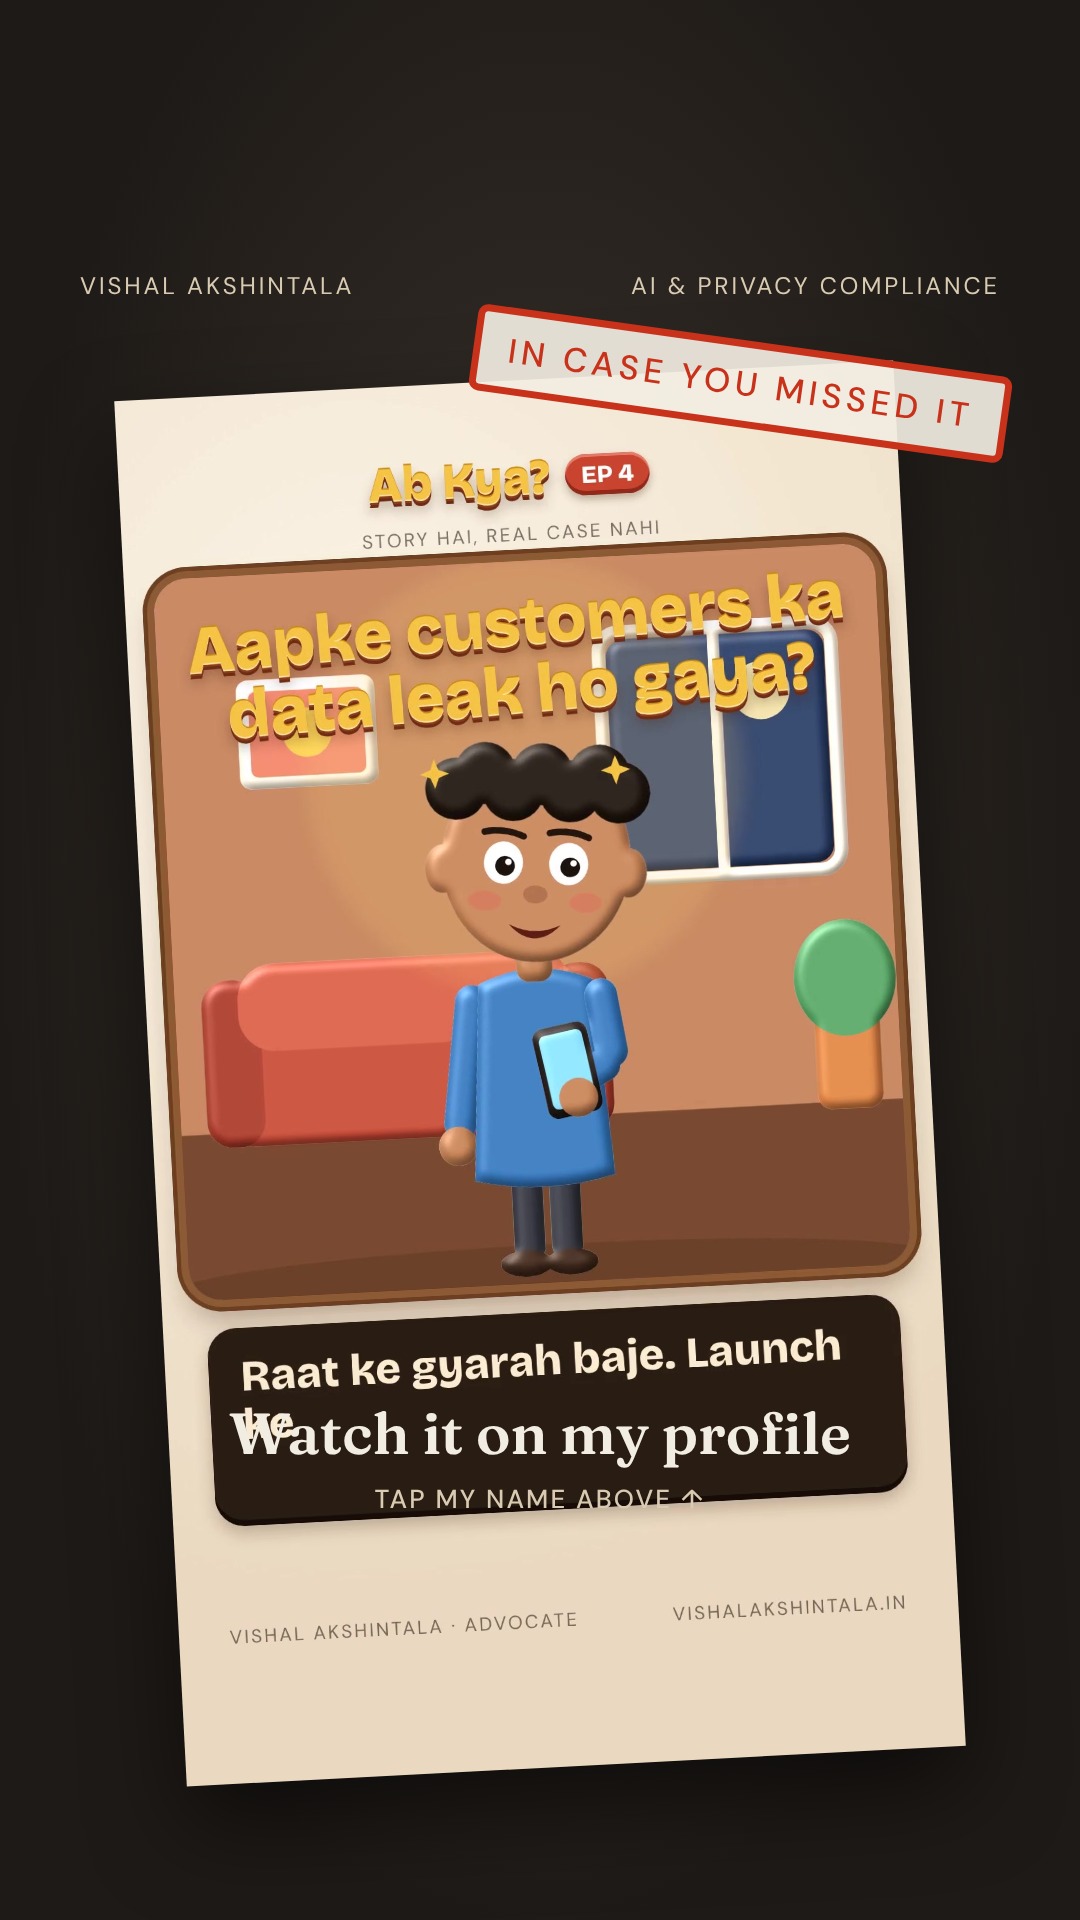 VISHAL AKSHINTALA
AI & PRIVACY COMPLIANCE
IN CASE YOU MISSED IT
Ab Kya? EP 4
STORY HAI, REAL CASE NAHI
Aapke customers ka
data leak ho gaya?
Raat ke gyarah baje. Launch
ke
Watch it on my profile
TAP MY NAME ABOVE ↑
VISHAL AKSHINTALA · ADVOCATE
VISHALAKSHINTALA.IN